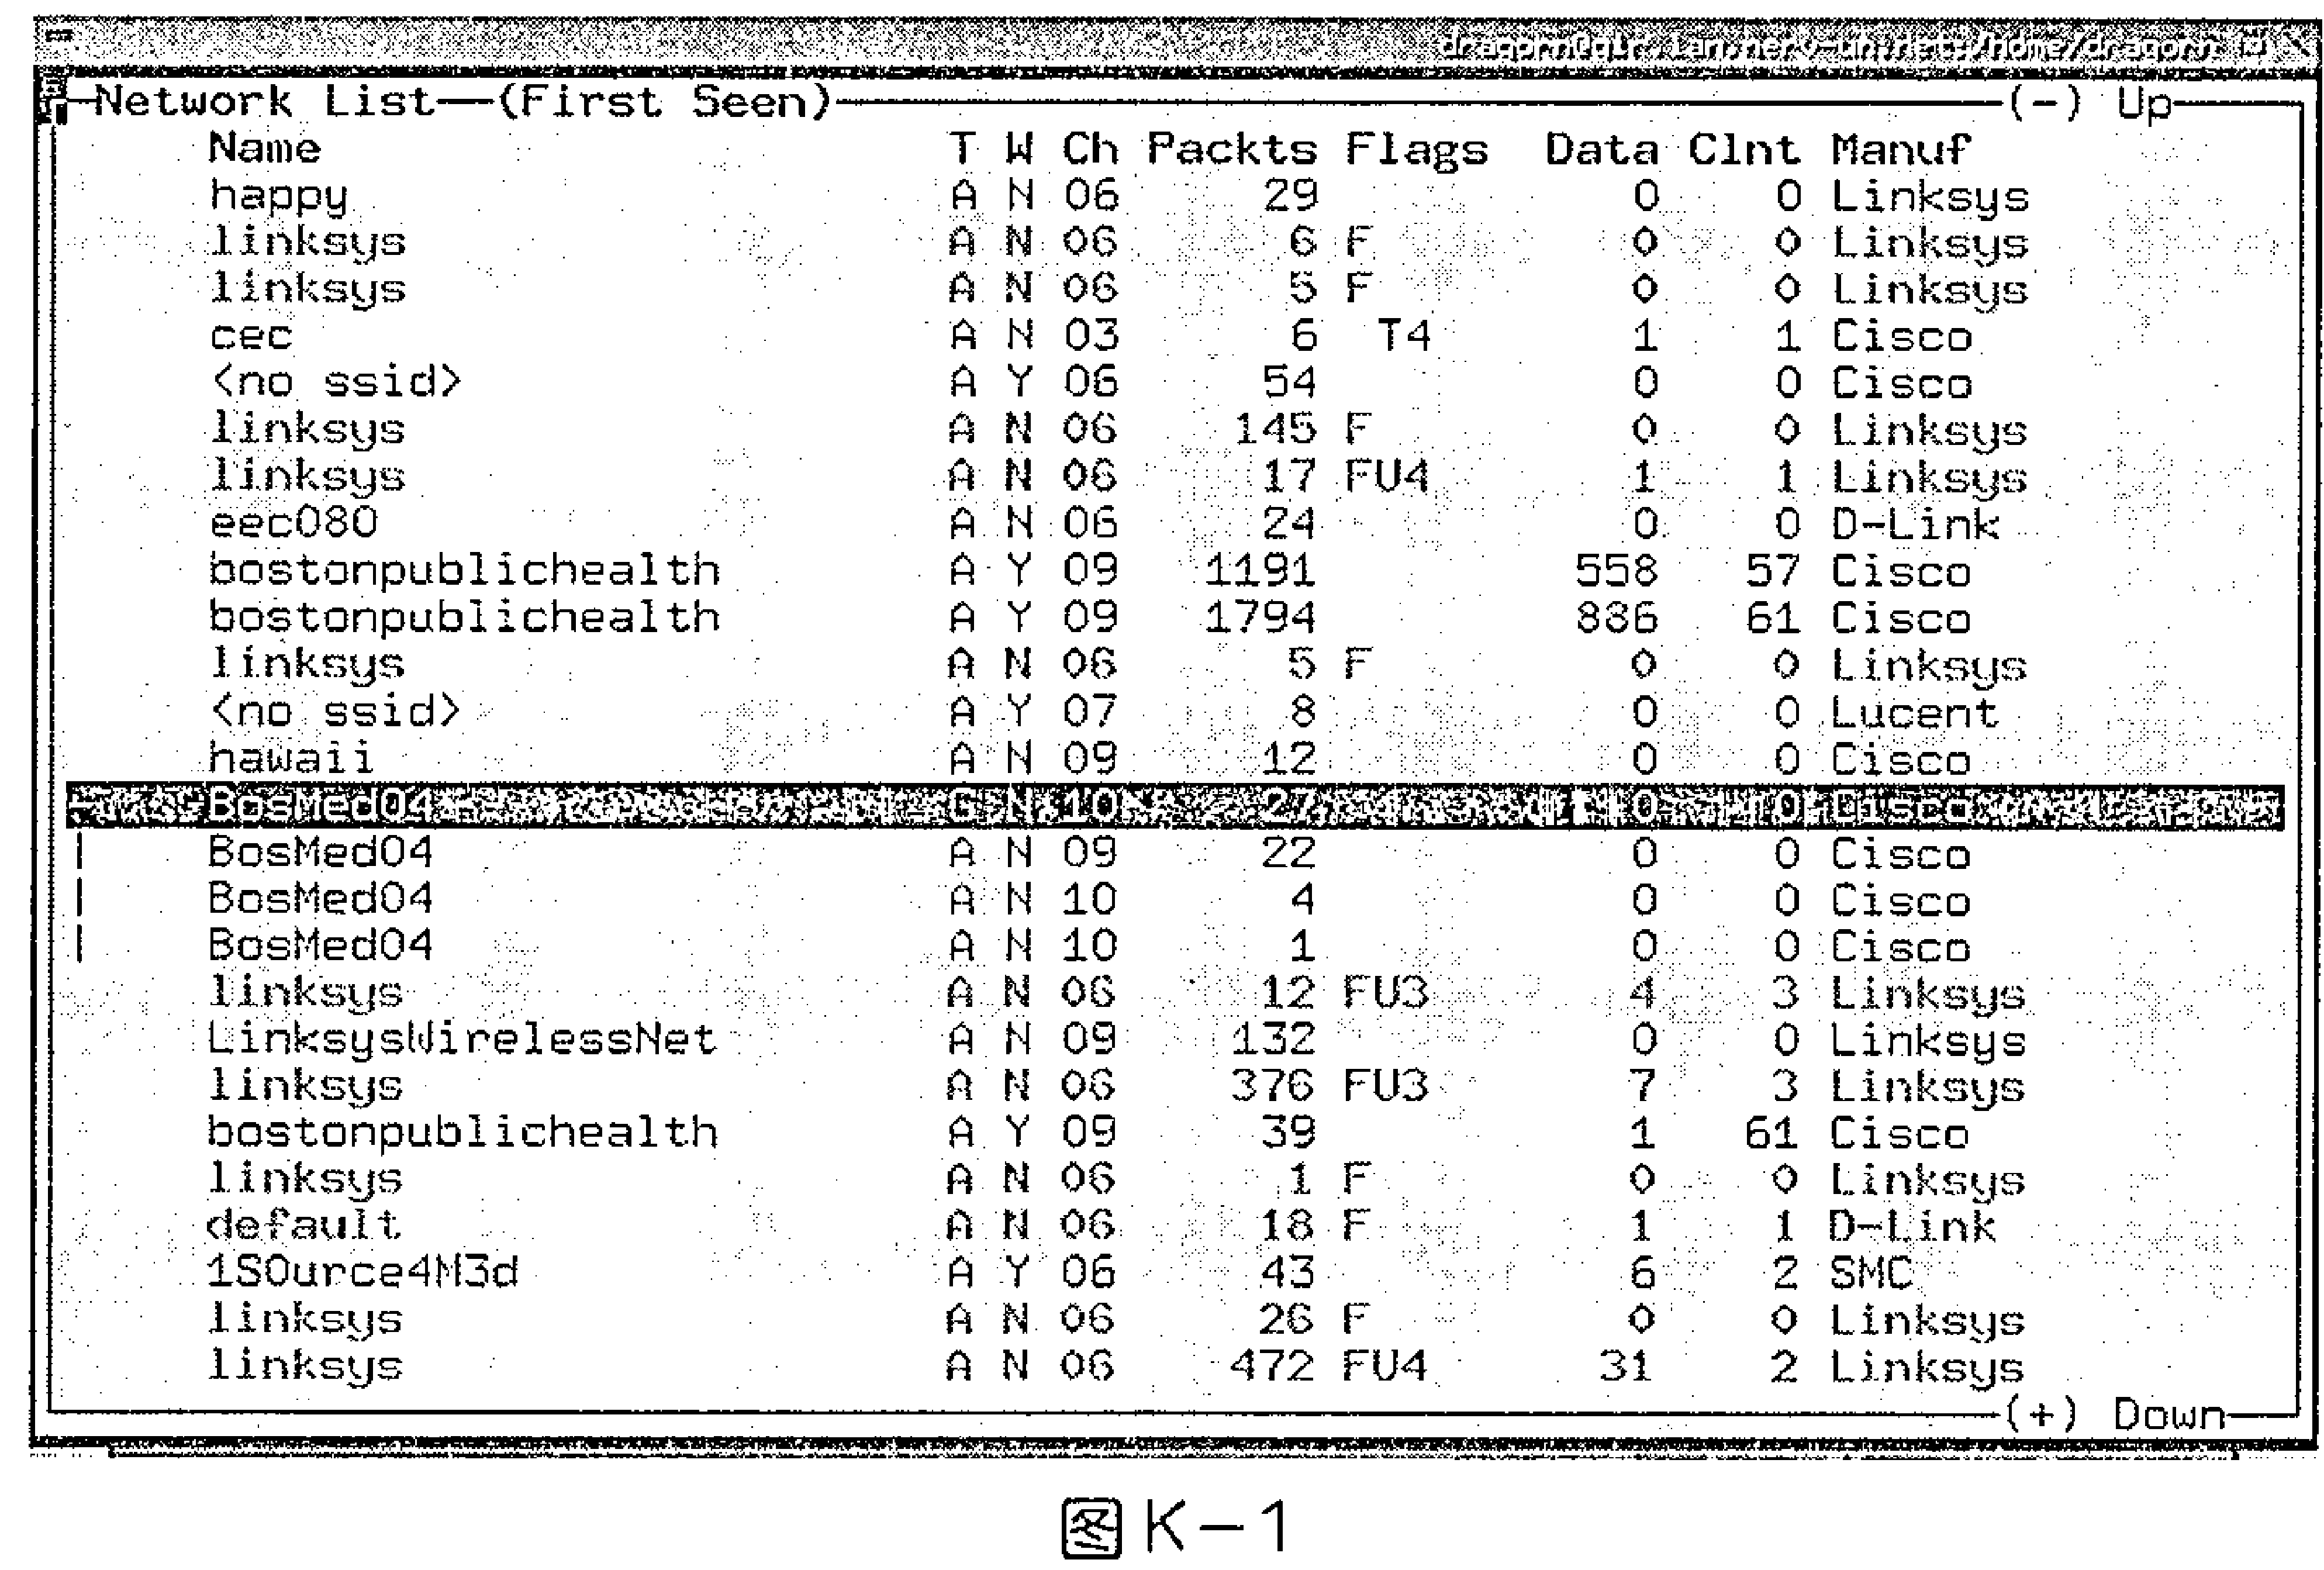 Network List—(First Seen) (-) Up
Name T W Ch Packts Flags Data Clnt Manuf
happy A N 06 29 0 0 Linksys
linksys A N 06 6 F 0 0 Linksys
linksys A N 06 5 F 0 0 Linksys
cec A N 03 6 T4 1 1 Cisco
<no ssid> A Y 06 54 0 0 Cisco
linksys A N 06 145 F 0 0 Linksys
linksys A N 06 17 FU4 1 1 Linksys
eec080 A N 06 24 0 0 D-Link
bostonpublichealth A Y 09 1191 558 57 Cisco
bostonpublichealth A Y 09 1794 886 61 Cisco
linksys A N 06 5 F 0 0 Linksys
<no ssid> A Y 07 8 0 0 Lucent
hawaii A N 09 12 0 0 Cisco
BosMed04 G N 10 27 0 0 Cisco
| BosMed04 A N 09 22 0 0 Cisco
| BosMed04 A N 10 4 0 0 Cisco
| BosMed04 A N 10 1 0 0 Cisco
linksys A N 06 12 FU3 4 3 Linksys
LinksysWirelessNet A N 09 132 0 0 Linksys
linksys A N 06 376 FU3 7 3 Linksys
bostonpublichealth A Y 09 39 1 61 Cisco
linksys A N 06 1 F 0 0 Linksys
default A N 06 18 F 1 1 D-Link
1S0urce4M3d A Y 06 43 6 2 SMC
linksys A N 06 26 F 0 0 Linksys
linksys A N 06 472 FU4 31 2 Linksys
(+) Down
图 K-1